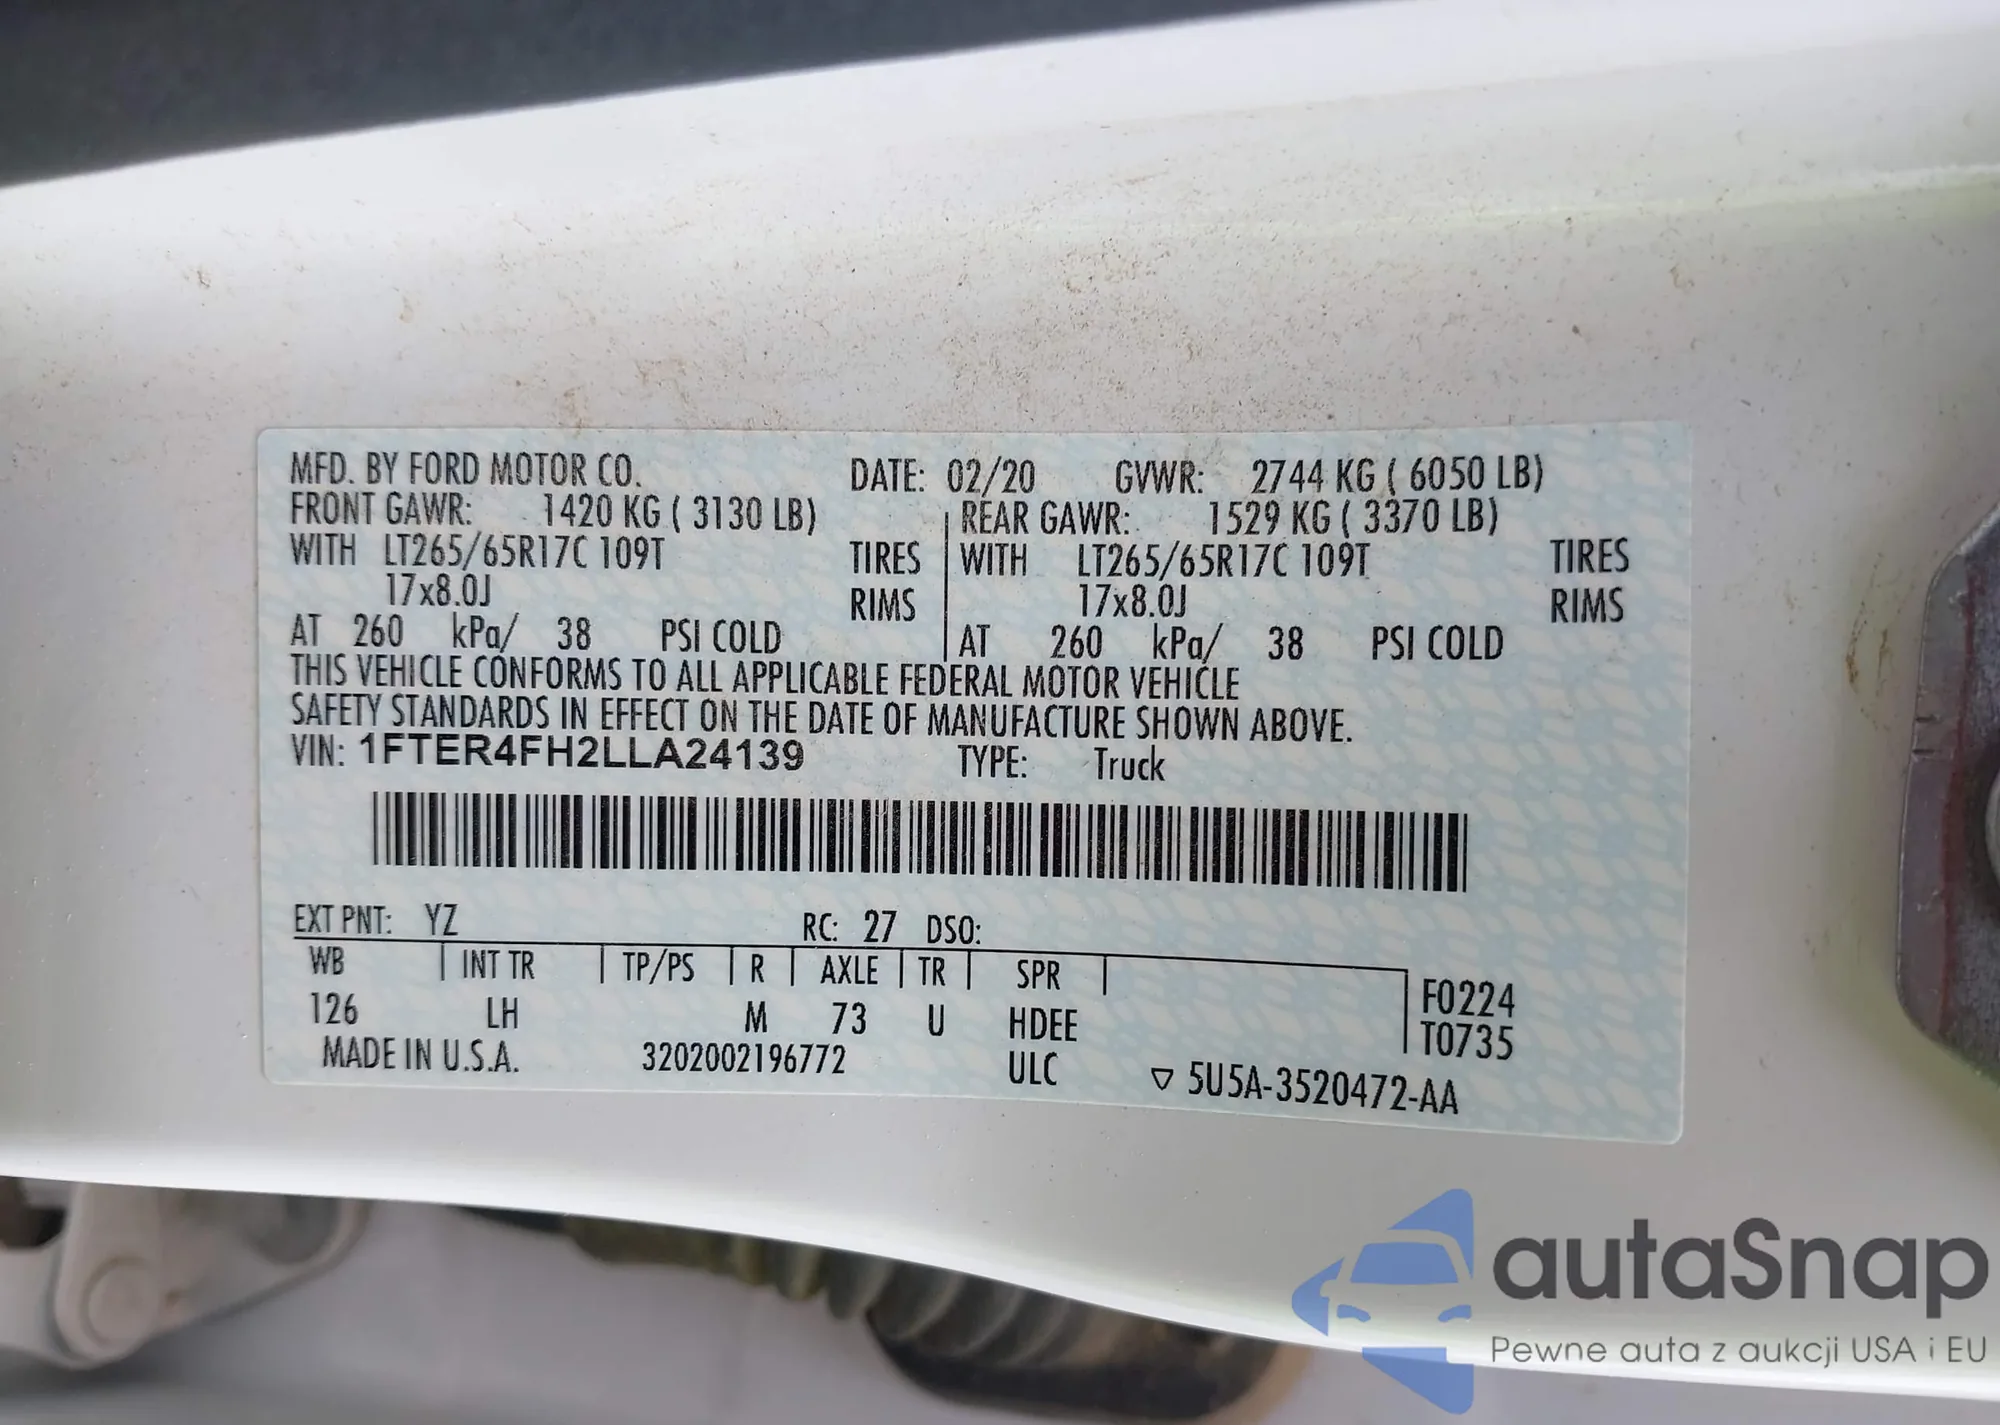 MFD. BY FORD MOTOR CO. DATE: 02/20 GVWR: 2744 KG ( 6050 LB)
FRONT GAWR: 1420 KG ( 3130 LB) REAR GAWR: 1529 KG ( 3370 LB)
WITH LT265/65R17C 109T TIRES WITH LT265/65R17C 109T TIRES
17x8.0J RIMS 17x8.0J RIMS
AT 260 kPa/ 38 PSI COLD AT 260 kPa/ 38 PSI COLD
THIS VEHICLE CONFORMS TO ALL APPLICABLE FEDERAL MOTOR VEHICLE
SAFETY STANDARDS IN EFFECT ON THE DATE OF MANUFACTURE SHOWN ABOVE.
VIN: 1FTER4FH2LLA24139 TYPE: Truck
EXT PNT: YZ RC: 27 DSO:
WB INT TR TP/PS R AXLE TR SPR F0224
126 LH M 73 U HDEE T0735
MADE IN U.S.A. 3202002196772 ULC ▽ 5U5A-3520472-AA
autaSnap
Pewne auta z aukcji USA i EU